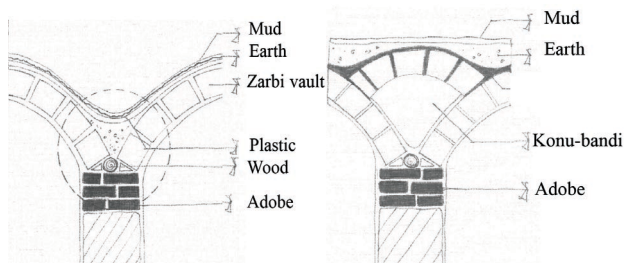 Mud
Earth
Zarbi vault
Plastic
Wood
Adobe
Mud
Earth
Konu-bandi
Adobe